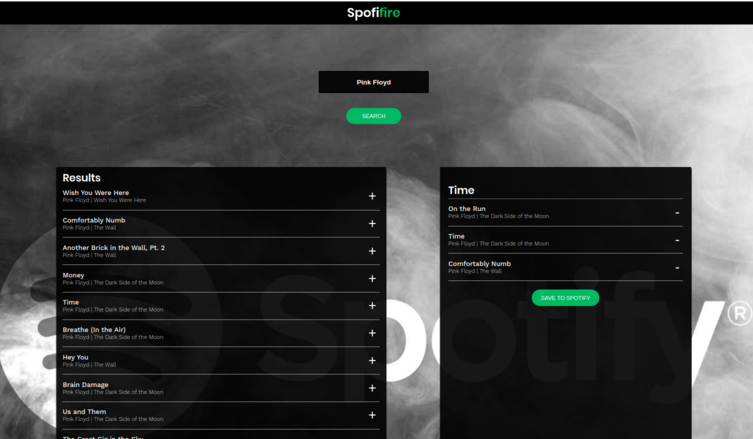 Spofifire
Pink Floyd
SEARCH
Results
Wish You Were Here
Pink Floyd | Wish You Were Here
+
Comfortably Numb
Pink Floyd | The Wall
+
Another Brick in the Wall, Pt. 2
Pink Floyd | The Wall
+
Money
Pink Floyd | The Dark Side of the Moon
+
Time
Pink Floyd | The Dark Side of the Moon
+
Breathe (In the Air)
Pink Floyd | The Dark Side of the Moon
+
Hey You
Pink Floyd | The Wall
+
Brain Damage
Pink Floyd | The Dark Side of the Moon
+
Us and Them
Pink Floyd | The Dark Side of the Moon
+
The Great Gig in the Sky
Time
On the Run
Pink Floyd | The Dark Side of the Moon
-
Time
Pink Floyd | The Dark Side of the Moon
-
Comfortably Numb
Pink Floyd | The Wall
-
SAVE TO SPOTIFY
Spotify®